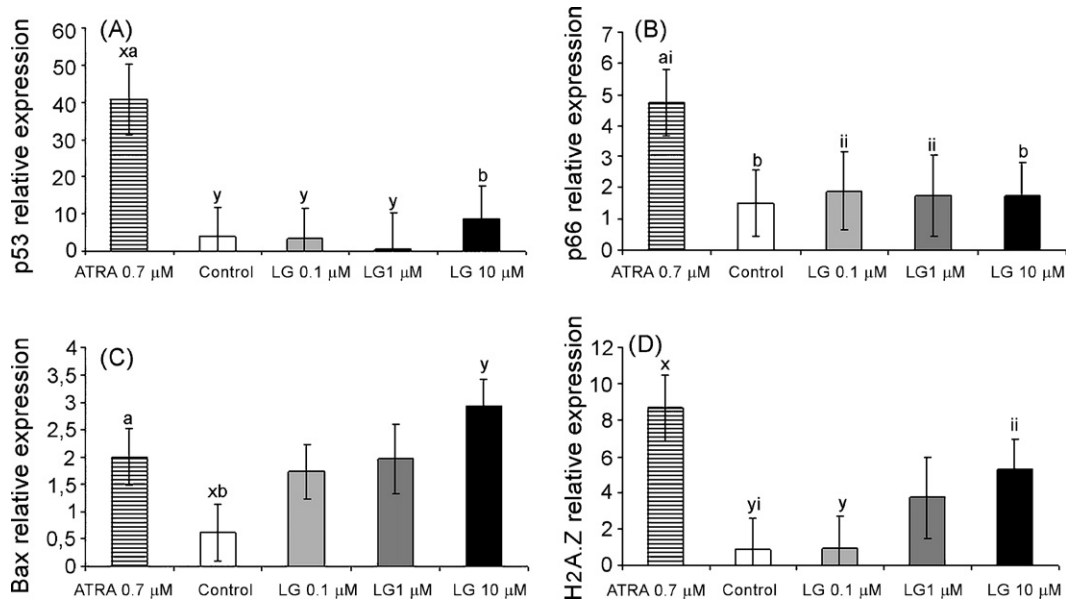 (A)
p53 relative expression
60
50
40
30
20
10
0
xa
y
y
y
b
ATRA 0.7 µM Control LG 0.1 µM LG1 µM LG 10 µM
(B)
p66 relative expression
7
6
5
4
3
2
1
0
ai
b
ii
ii
b
ATRA 0.7 µM Control LG 0.1 µM LG1 µM LG 10 µM
(C)
Bax relative expression
4
3,5
3
2,5
2
1,5
1
0,5
0
a
xb
y
ATRA 0.7 µM Control LG 0.1 µM LG1 µM LG 10 µM
(D)
H2A.Z relative expression
12
10
8
6
4
2
0
x
yi
y
ii
ATRA 0.7 µM Control LG 0.1 µM LG1 µM LG 10 µM